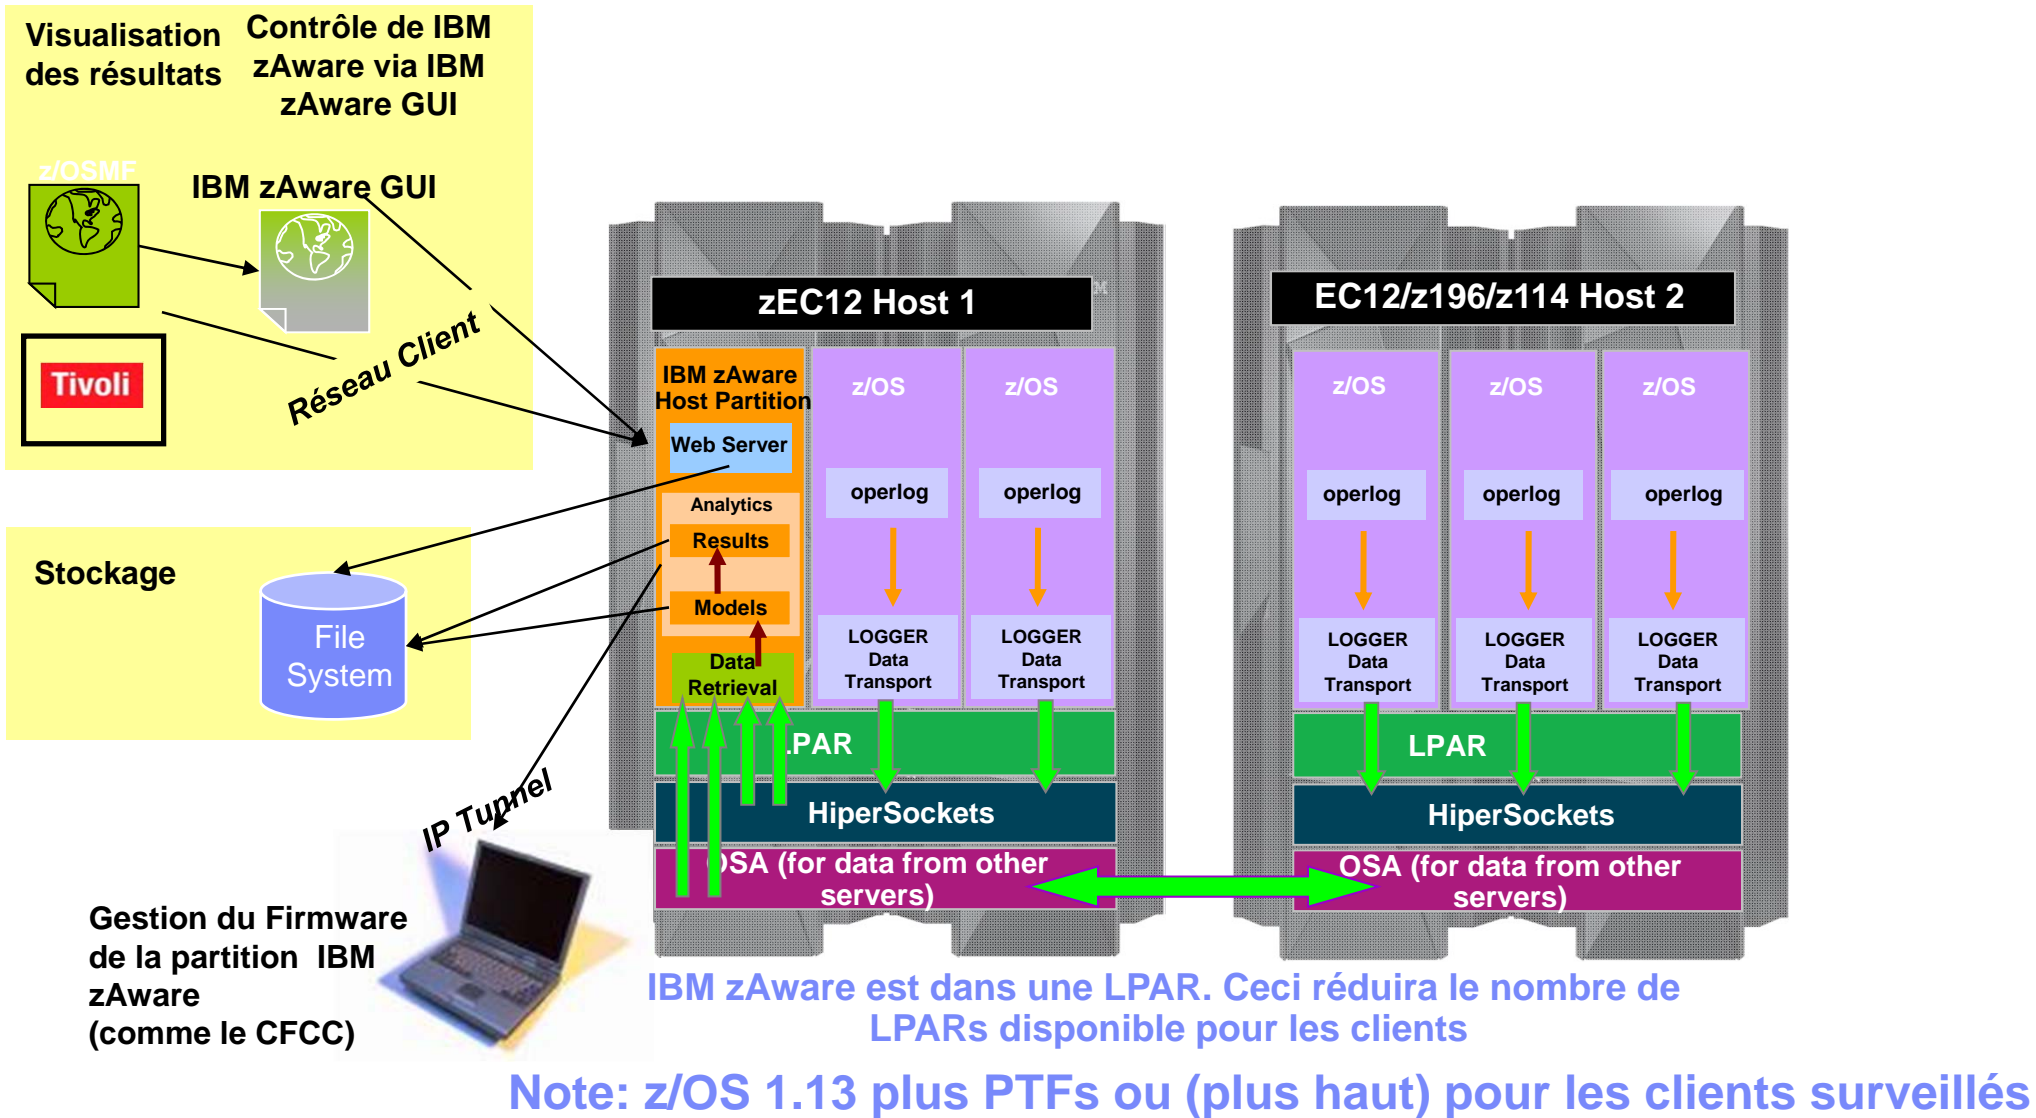 Visualisation
des résultats
Contrôle de IBM
zAware via IBM
zAware GUI
z/OSMF
IBM zAware GUI
Tivoli
Réseau Client
Stockage
File
System
IP Tunnel
Gestion du Firmware
de la partition IBM
zAware
(comme le CFCC)
zEC12 Host 1
IBM zAware
Host Partition
Web Server
Analytics
Results
Models
Data
Retrieval
z/OS
operlog
LOGGER
Data
Transport
z/OS
operlog
LOGGER
Data
Transport
LPAR
HiperSockets
OSA (for data from other
servers)
EC12/z196/z114 Host 2
z/OS
operlog
LOGGER
Data
Transport
z/OS
operlog
LOGGER
Data
Transport
z/OS
operlog
LOGGER
Data
Transport
LPAR
HiperSockets
OSA (for data from other
servers)
IBM zAware est dans une LPAR. Ceci réduira le nombre de
LPARs disponible pour les clients
Note: z/OS 1.13 plus PTFs ou (plus haut) pour les clients surveillés